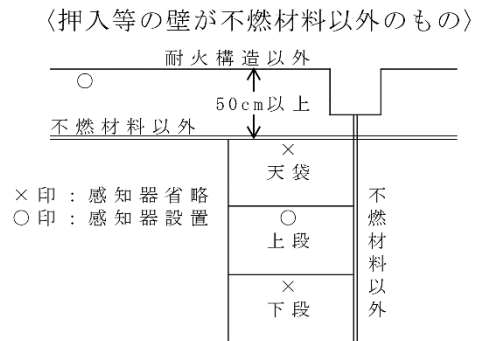 〈押入等の壁が不燃材料以外のもの〉
耐火構造以外
○
50cm以上
不燃材料以外
×
天袋
×印：感知器省略
○印：感知器設置
○
上段
×
下段
不燃材料以外